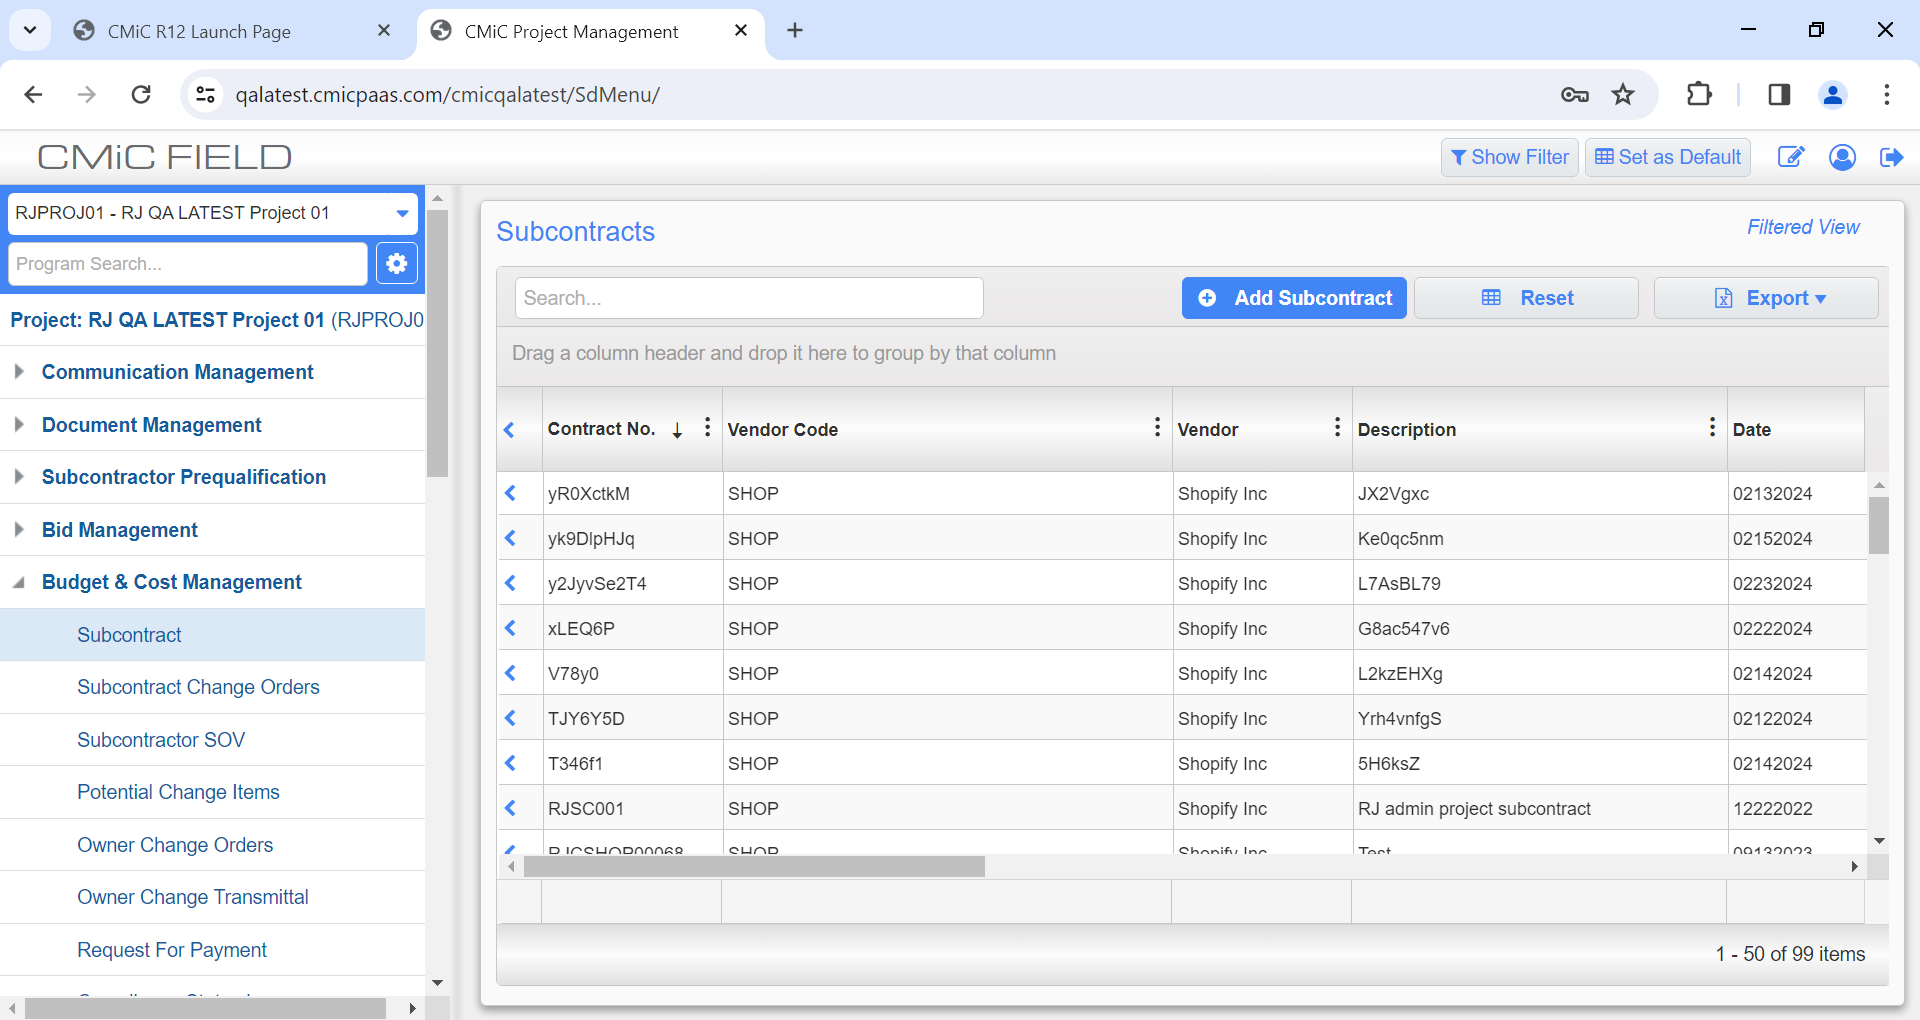 CMiC R12 Launch Page
CMiC Project Management
qalatest.cmicpaas.com/cmicqalatest/SdMenu/
CMiC FIELD
Show Filter
Set as Default
RJPROJ01 - RJ QA LATEST Project 01
Program Search...
Project: RJ QA LATEST Project 01 (RJPROJ0
Communication Management
Document Management
Subcontractor Prequalification
Bid Management
Budget & Cost Management
Subcontract
Subcontract Change Orders
Subcontractor SOV
Potential Change Items
Owner Change Orders
Owner Change Transmittal
Request For Payment
Subcontracts
Filtered View
Search...
Add Subcontract
Reset
Export
Drag a column header and drop it here to group by that column
Contract No. Vendor Code Vendor Description Date
yR0XctkM SHOP Shopify Inc JX2Vgxc 02132024
yk9DlpHJq SHOP Shopify Inc Ke0qc5nm 02152024
y2JyvSe2T4 SHOP Shopify Inc L7AsBL79 02232024
xLEQ6P SHOP Shopify Inc G8ac547v6 02222024
V78y0 SHOP Shopify Inc L2kzEHXg 02142024
TJY6Y5D SHOP Shopify Inc Yrh4vnfgS 02122024
T346f1 SHOP Shopify Inc 5H6ksZ 02142024
RJSC001 SHOP Shopify Inc RJ admin project subcontract 12222022
RJCSHOP00068 SHOP Shopify Inc Test 09132023
1 - 50 of 99 items